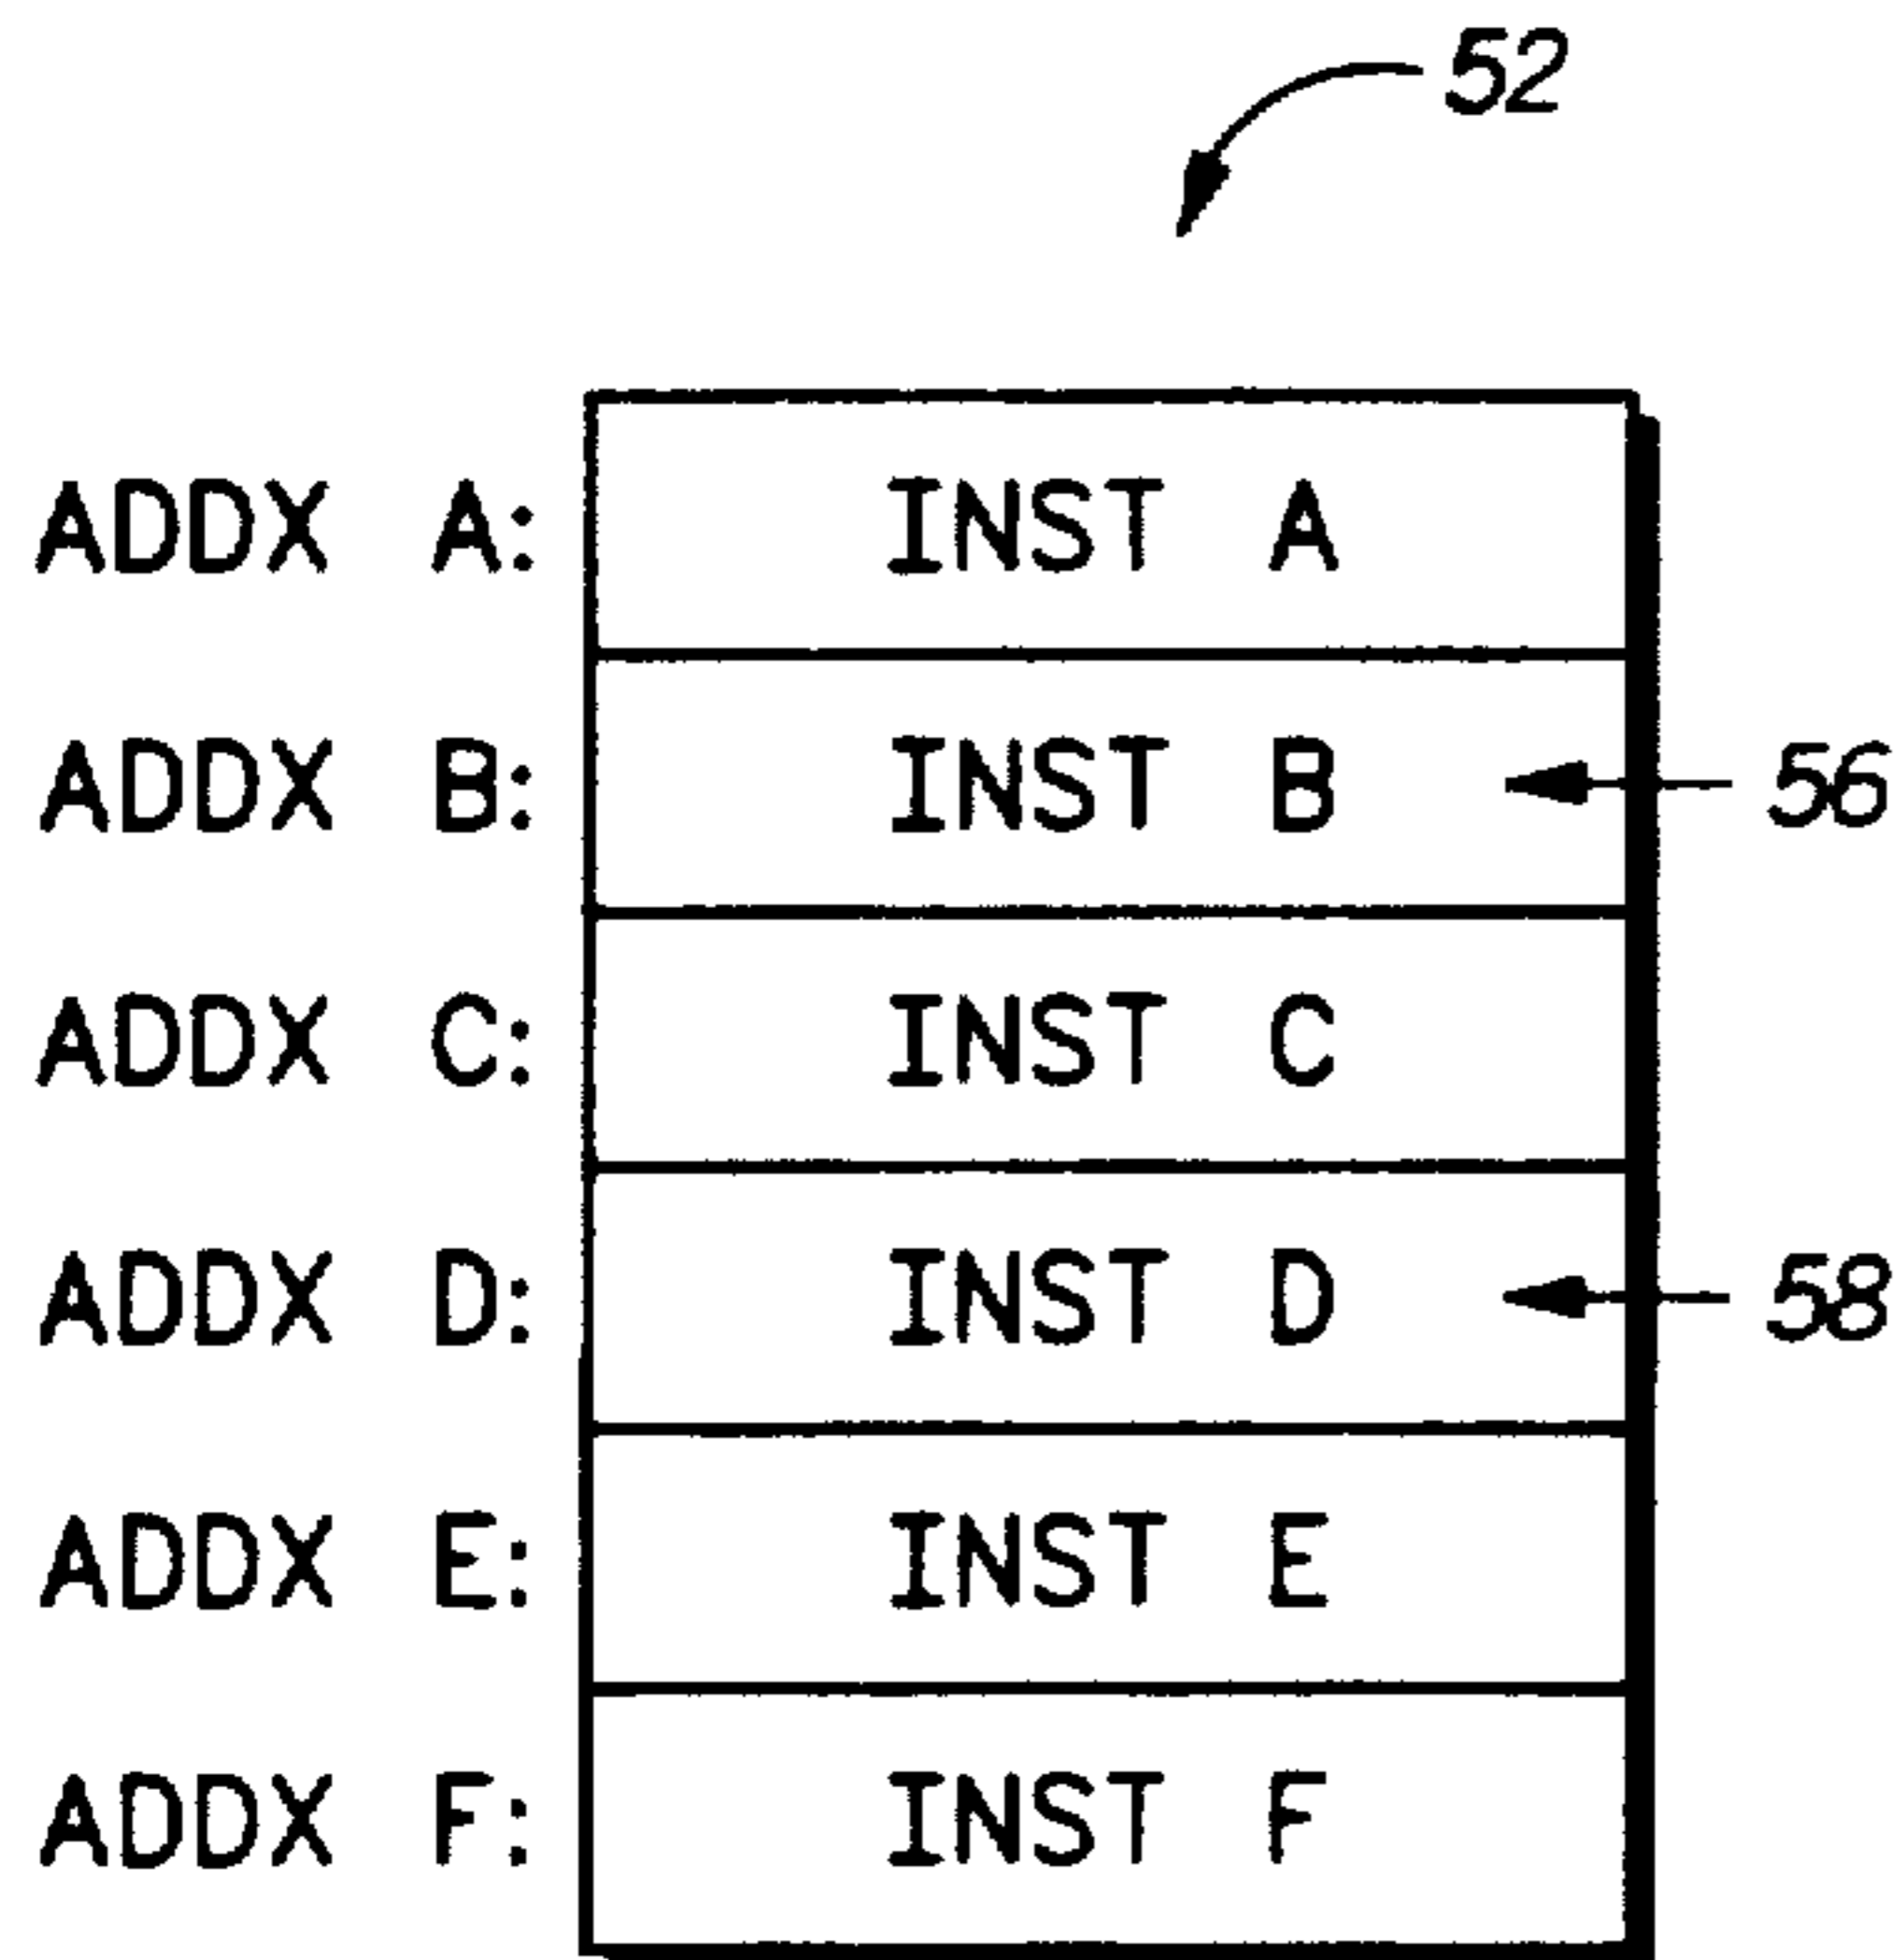 52
ADDX A: INST A
ADDX B: INST B 56
ADDX C: INST C
ADDX D: INST D 58
ADDX E: INST E
ADDX F: INST F